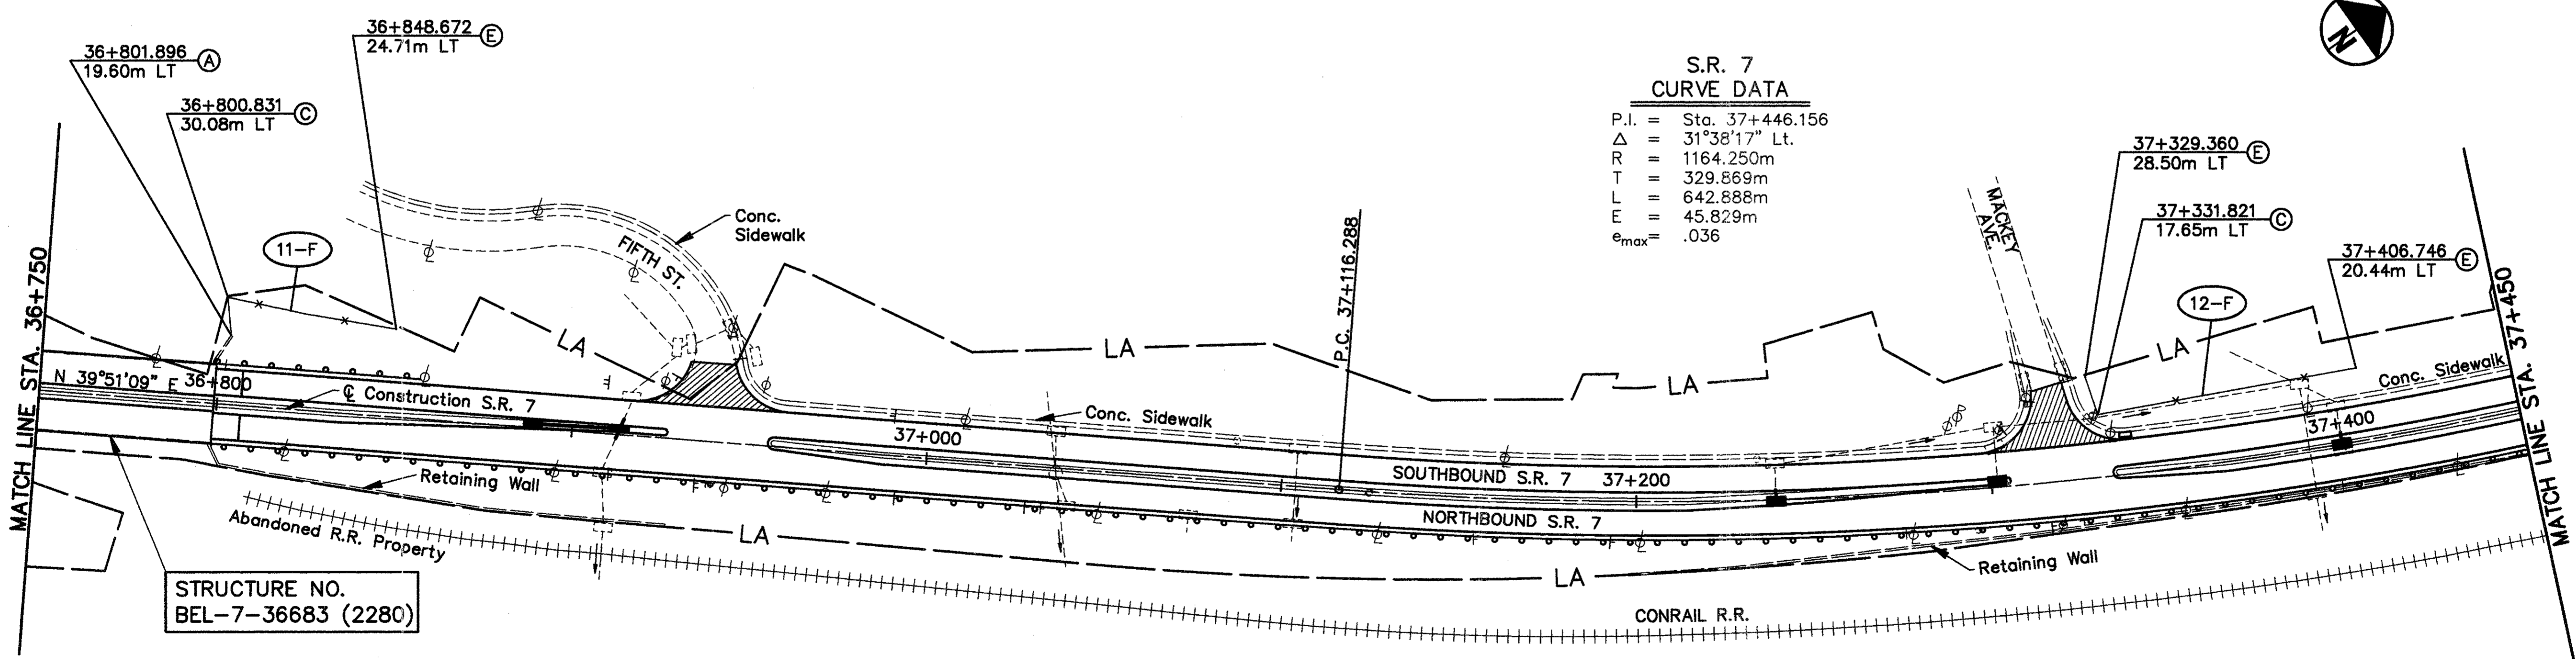 36+848.672 E
24.71m LT
36+801.896 A
19.60m LT
36+800.831 C
30.08m LT
N
S.R. 7
CURVE DATA
P.I. = Sta. 37+446.156
Δ = 31°38'17" Lt.
R = 1164.250m
T = 329.869m
L = 642.888m
E = 45.829m
emax= .036
37+329.360 E
28.50m LT
37+331.821 C
17.65m LT
37+406.746 E
20.44m LT
MATCH LINE STA. 36+750
11-F
Conc.
Sidewalk
FIFTH ST.
P.C. 37+116.288
MACKEY
AVE.
12-F
MATCH LINE STA. 37+450
LA
LA
LA
LA
N 39°51'09" E 36+800
℄ Construction S.R. 7
Conc. Sidewalk
Conc. Sidewalk
37+000
SOUTHBOUND S.R. 7 37+200
37+400
NORTHBOUND S.R. 7
Retaining Wall
Abandoned R.R. Property
LA
LA
Retaining Wall
STRUCTURE NO.
BEL-7-36683 (2280)
CONRAIL R.R.